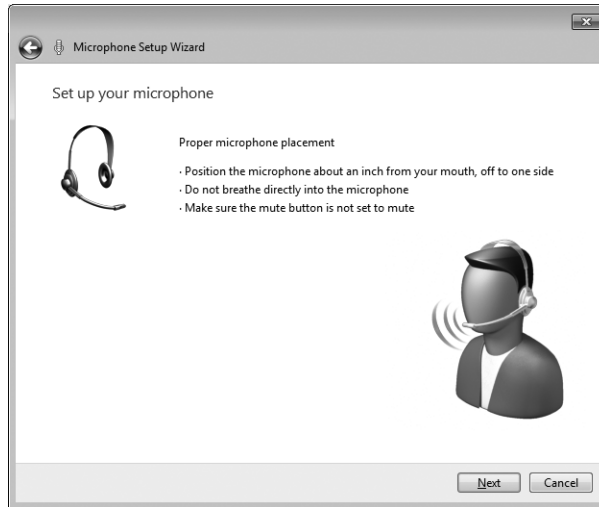 Microphone Setup Wizard
Set up your microphone
Proper microphone placement
· Position the microphone about an inch from your mouth, off to one side
· Do not breathe directly into the microphone
· Make sure the mute button is not set to mute
Next Cancel